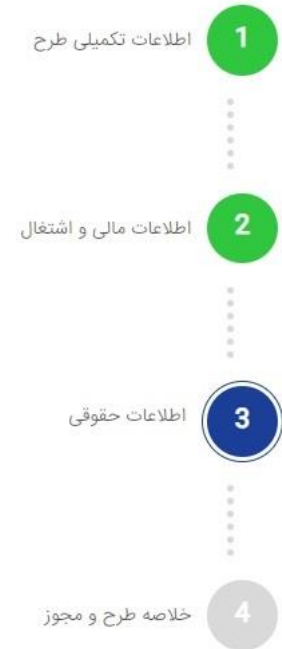 1 اطلاعات تکمیلی طرح
2 اطلاعات مالی و اشتغال
3 اطلاعات حقوقی
4 خلاصه طرح و مجوز